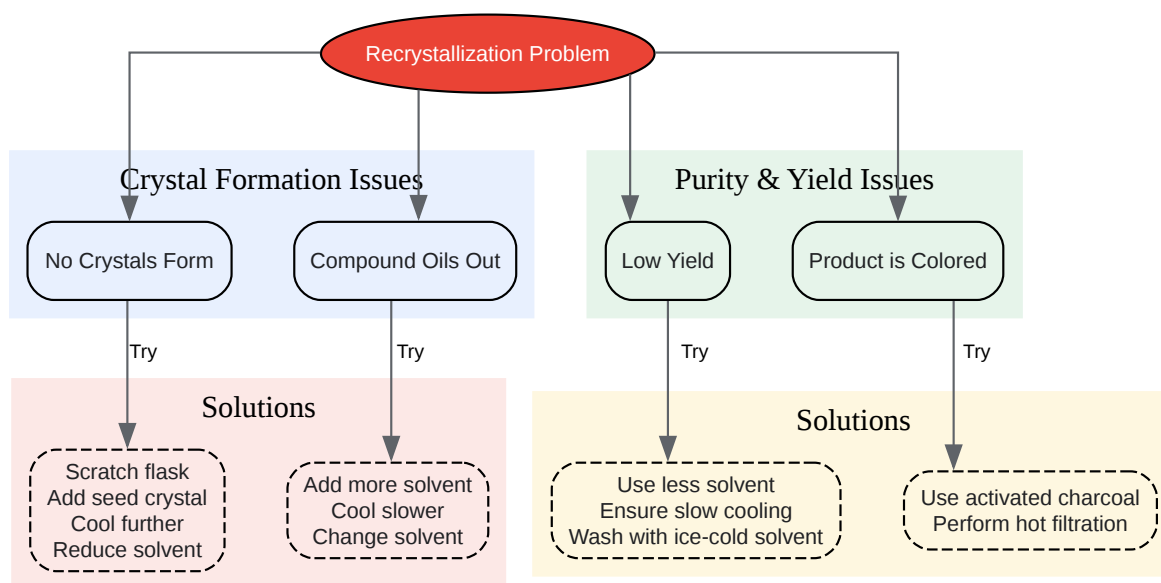 Recrystallization Problem
Crystal Formation Issues
Purity & Yield Issues
No Crystals Form
Compound Oils Out
Low Yield
Product is Colored
Try
Try
Try
Try
Solutions
Scratch flask
Add seed crystal
Cool further
Reduce solvent
Add more solvent
Cool slower
Change solvent
Solutions
Use less solvent
Ensure slow cooling
Wash with ice-cold solvent
Use activated charcoal
Perform hot filtration